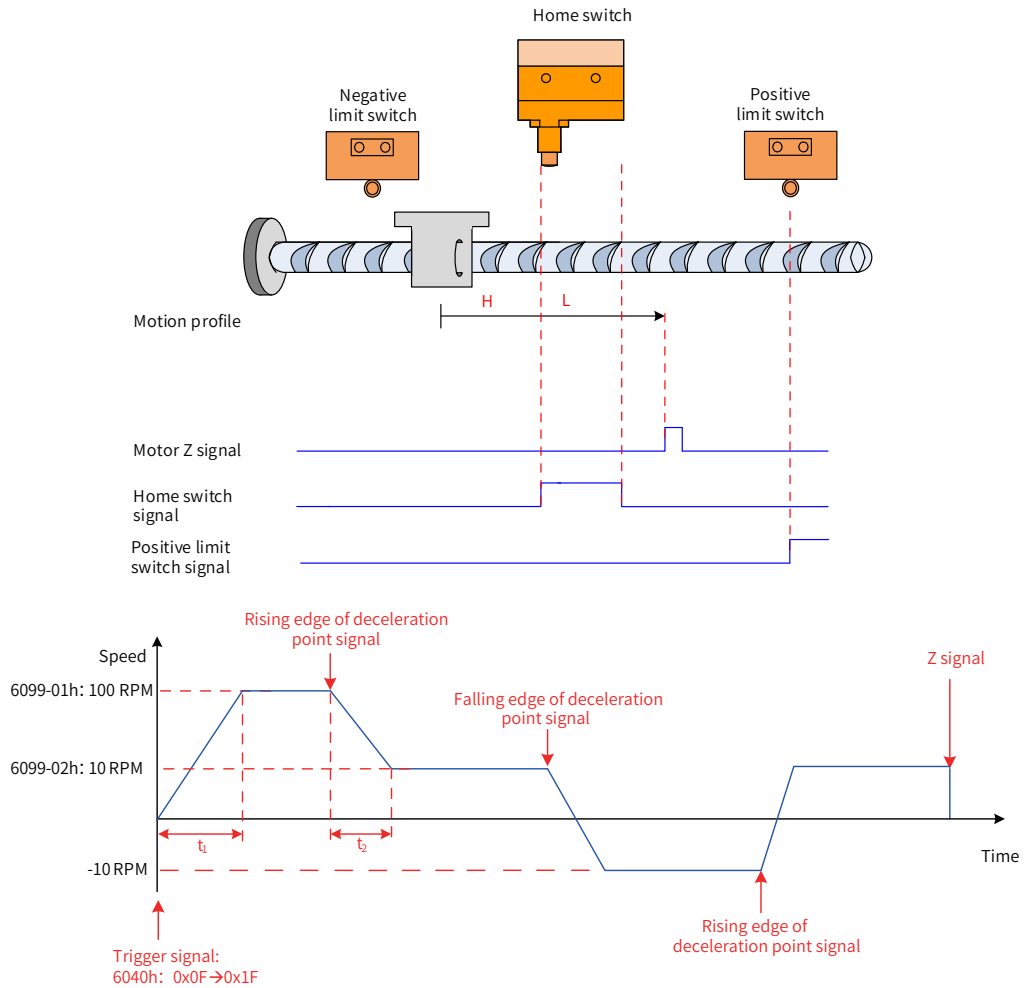 Home switch
Negative
limit switch
Positive
limit switch
H
L
Motion profile
Motor Z signal
Home switch
signal
Positive limit
switch signal
Rising edge of deceleration
point signal
Speed
Z signal
6099-01h: 100 RPM
Falling edge of deceleration
point signal
6099-02h: 10 RPM
t1
t2
Time
-10 RPM
Rising edge of
deceleration point signal
Trigger signal:
6040h: 0x0F→0x1F